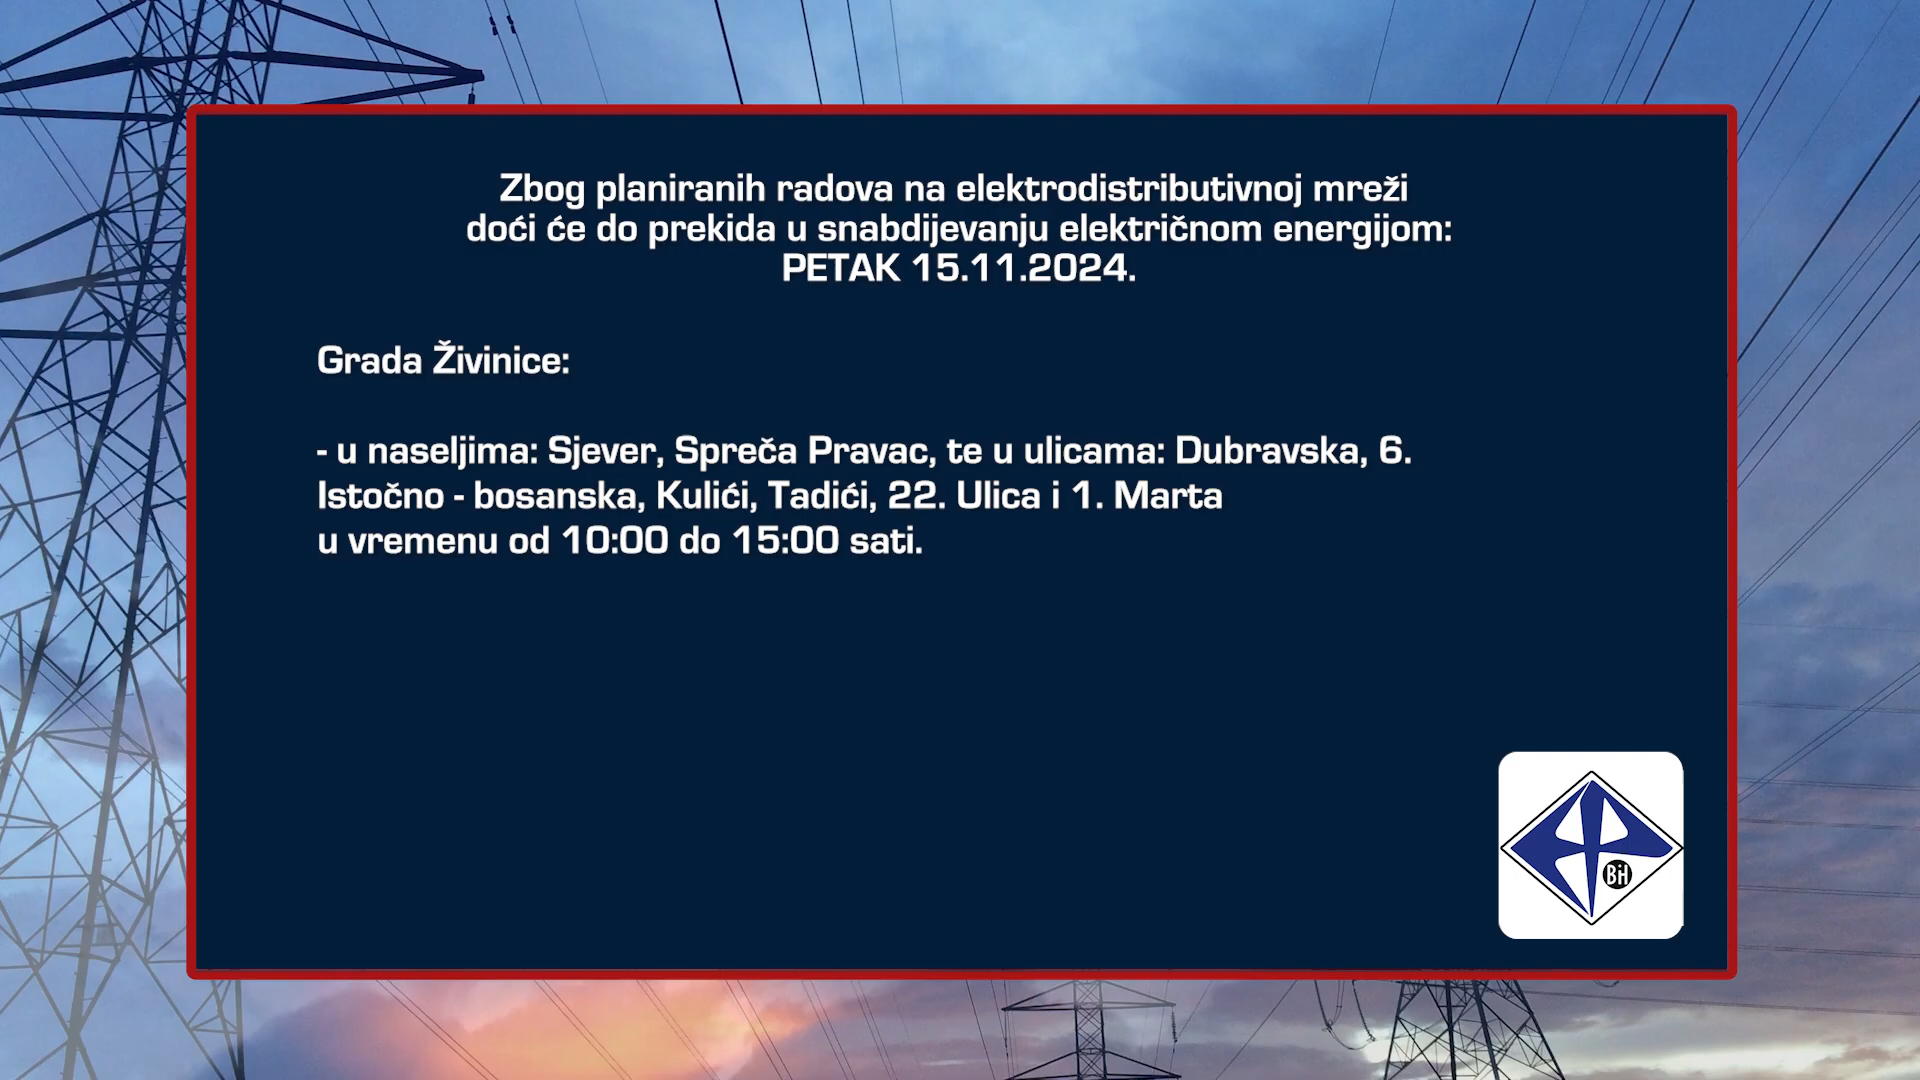 Zbog planiranih radova na elektrodistributivnoj mreži
doći će do prekida u snabdijevanju električnom energijom:
PETAK 15.11.2024.
Grada Živinice:
- u naseljima: Sjever, Spreča Pravac, te u ulicama: Dubravska, 6.
Istočno - bosanska, Kulići, Tadići, 22. Ulica i 1. Marta
u vremenu od 10:00 do 15:00 sati.
BiH